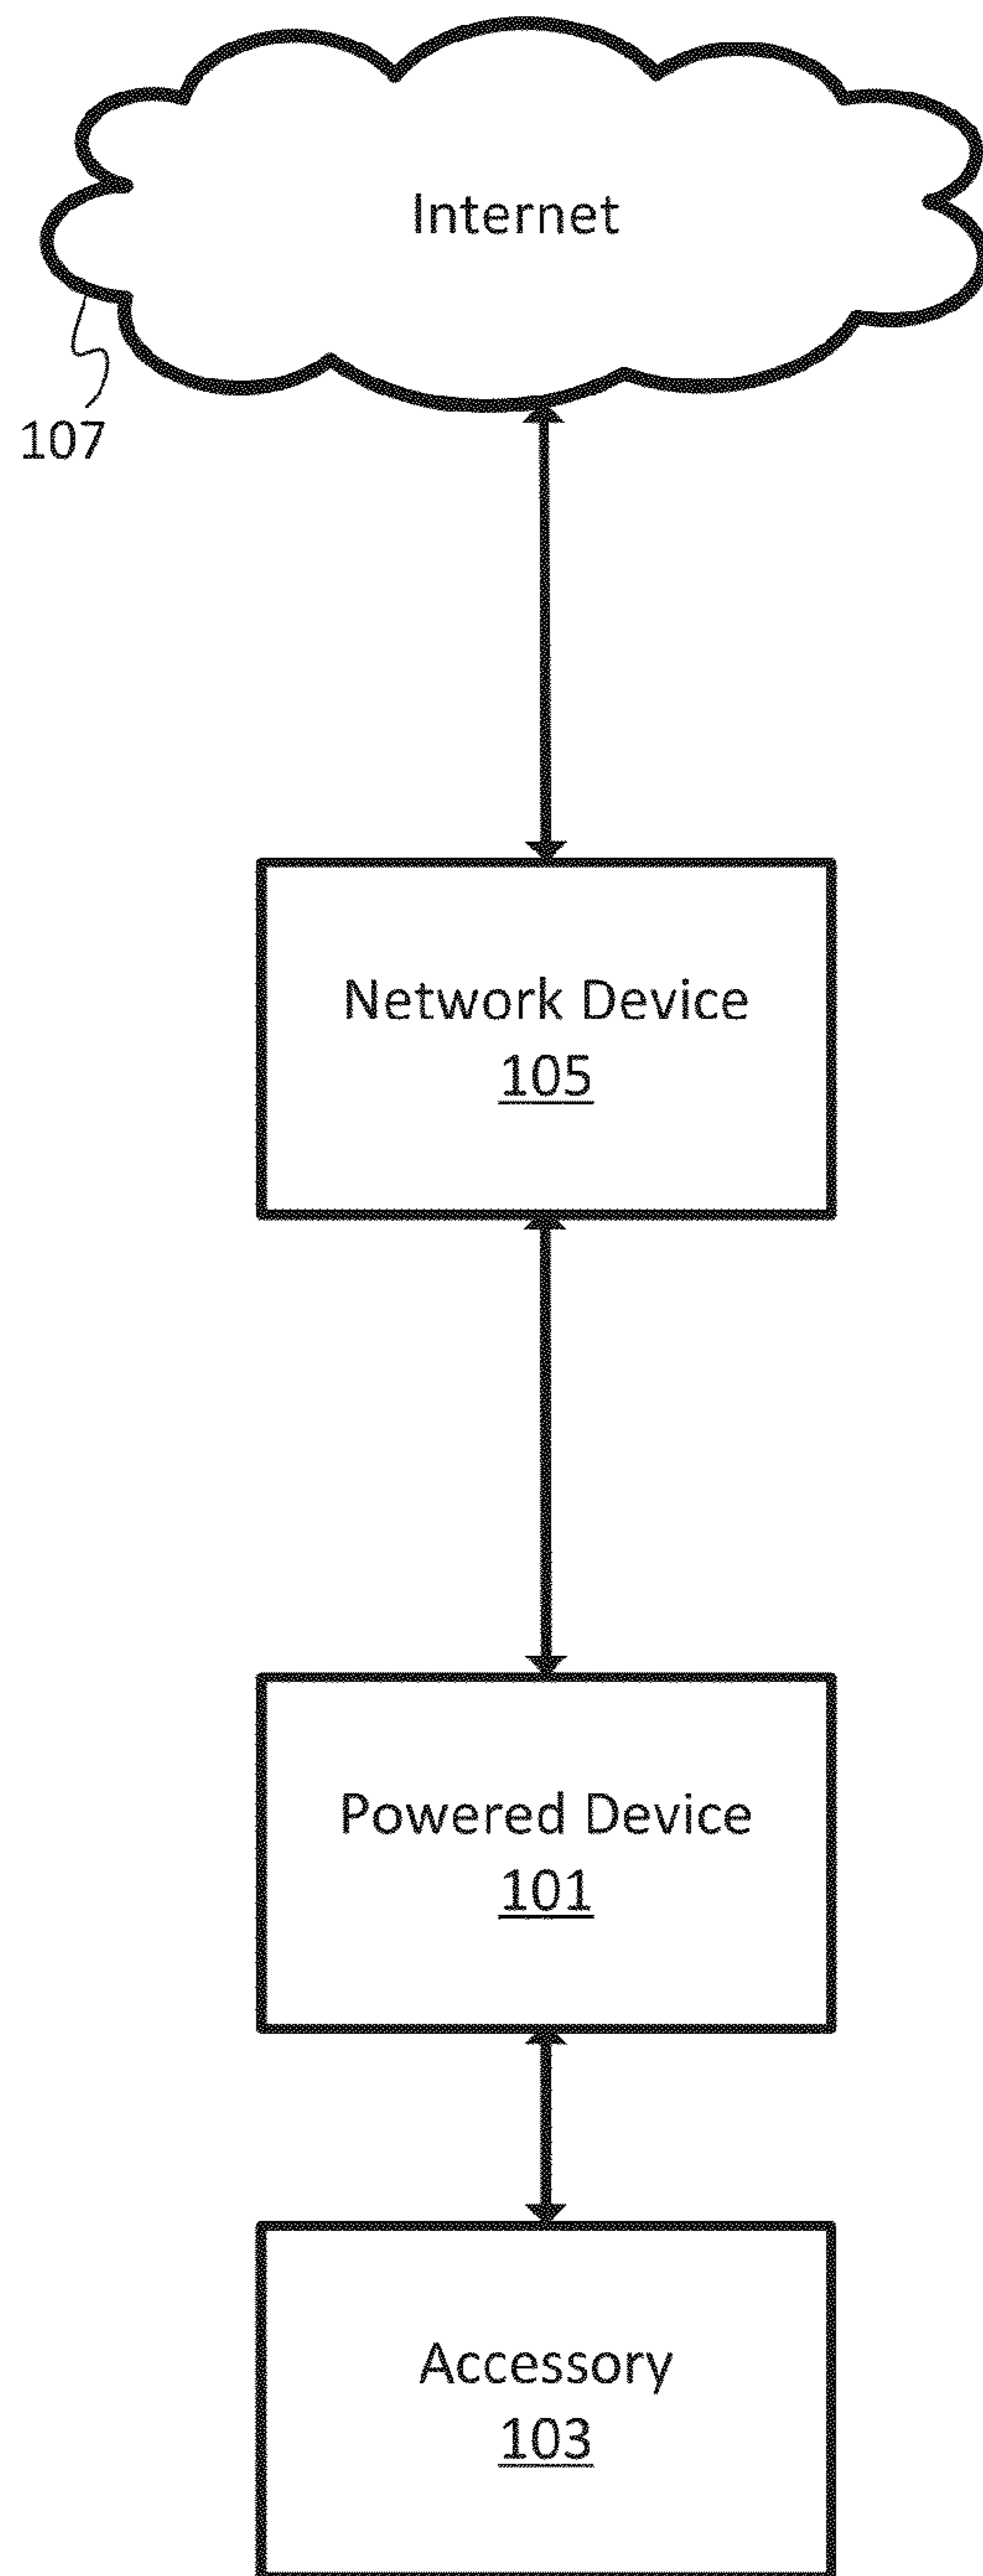 Internet
107
Network Device
105
Powered Device
101
Accessory
103